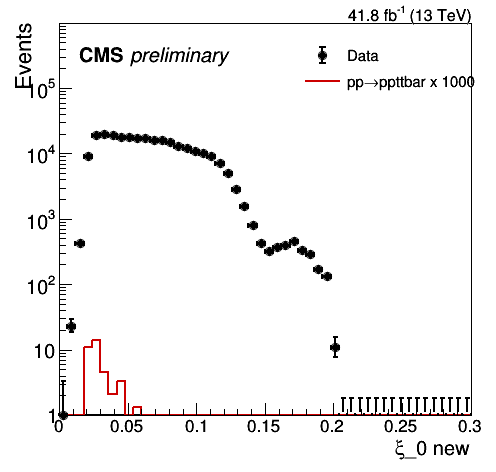 41.8 fb⁻¹ (13 TeV)
Events
CMS preliminary
Data
pp→ppttbar x 1000
10⁵
10⁴
10³
10²
10
1
0 0.05 0.1 0.15 0.2 0.25 0.3
ξ_0 new